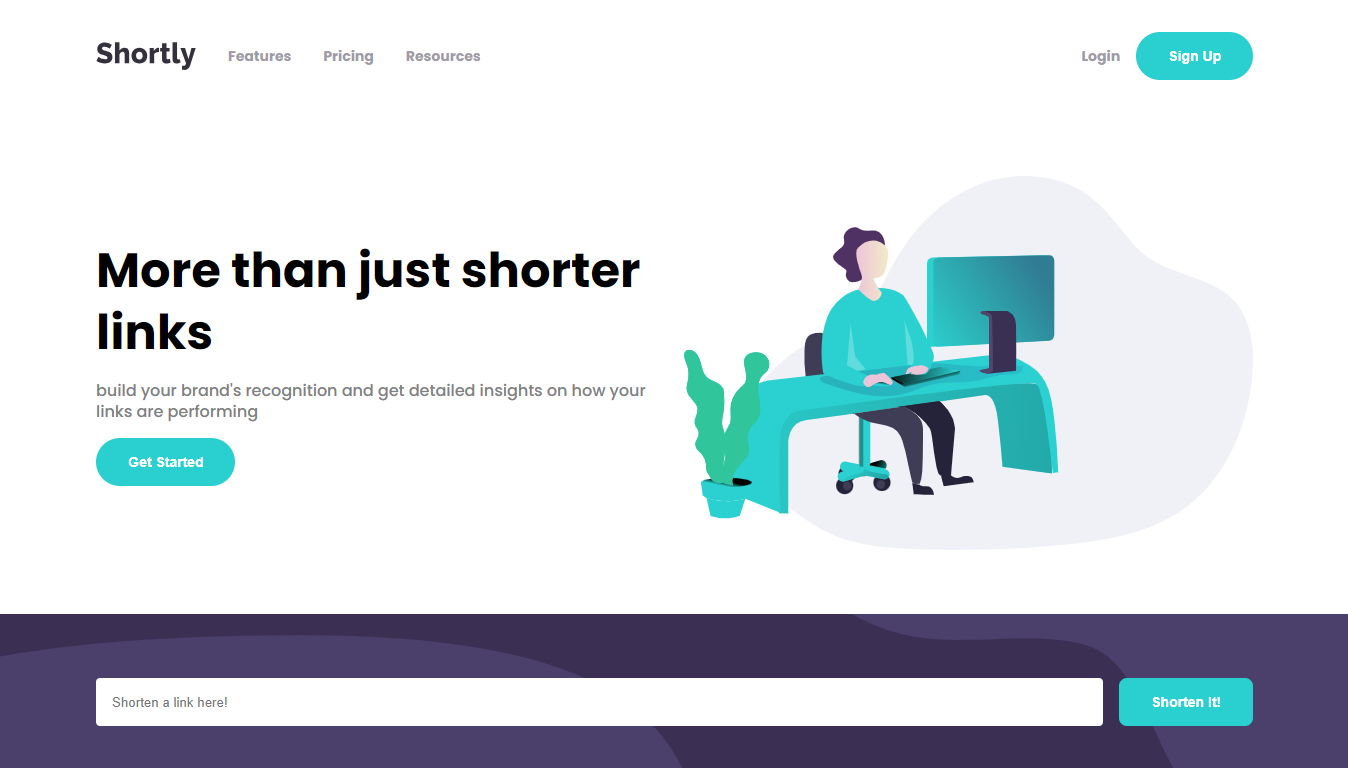 Shortly Features Pricing Resources Login Sign Up
More than just shorter
links
build your brand's recognition and get detailed insights on how your
links are performing
Get Started
Shorten a link here! Shorten It!